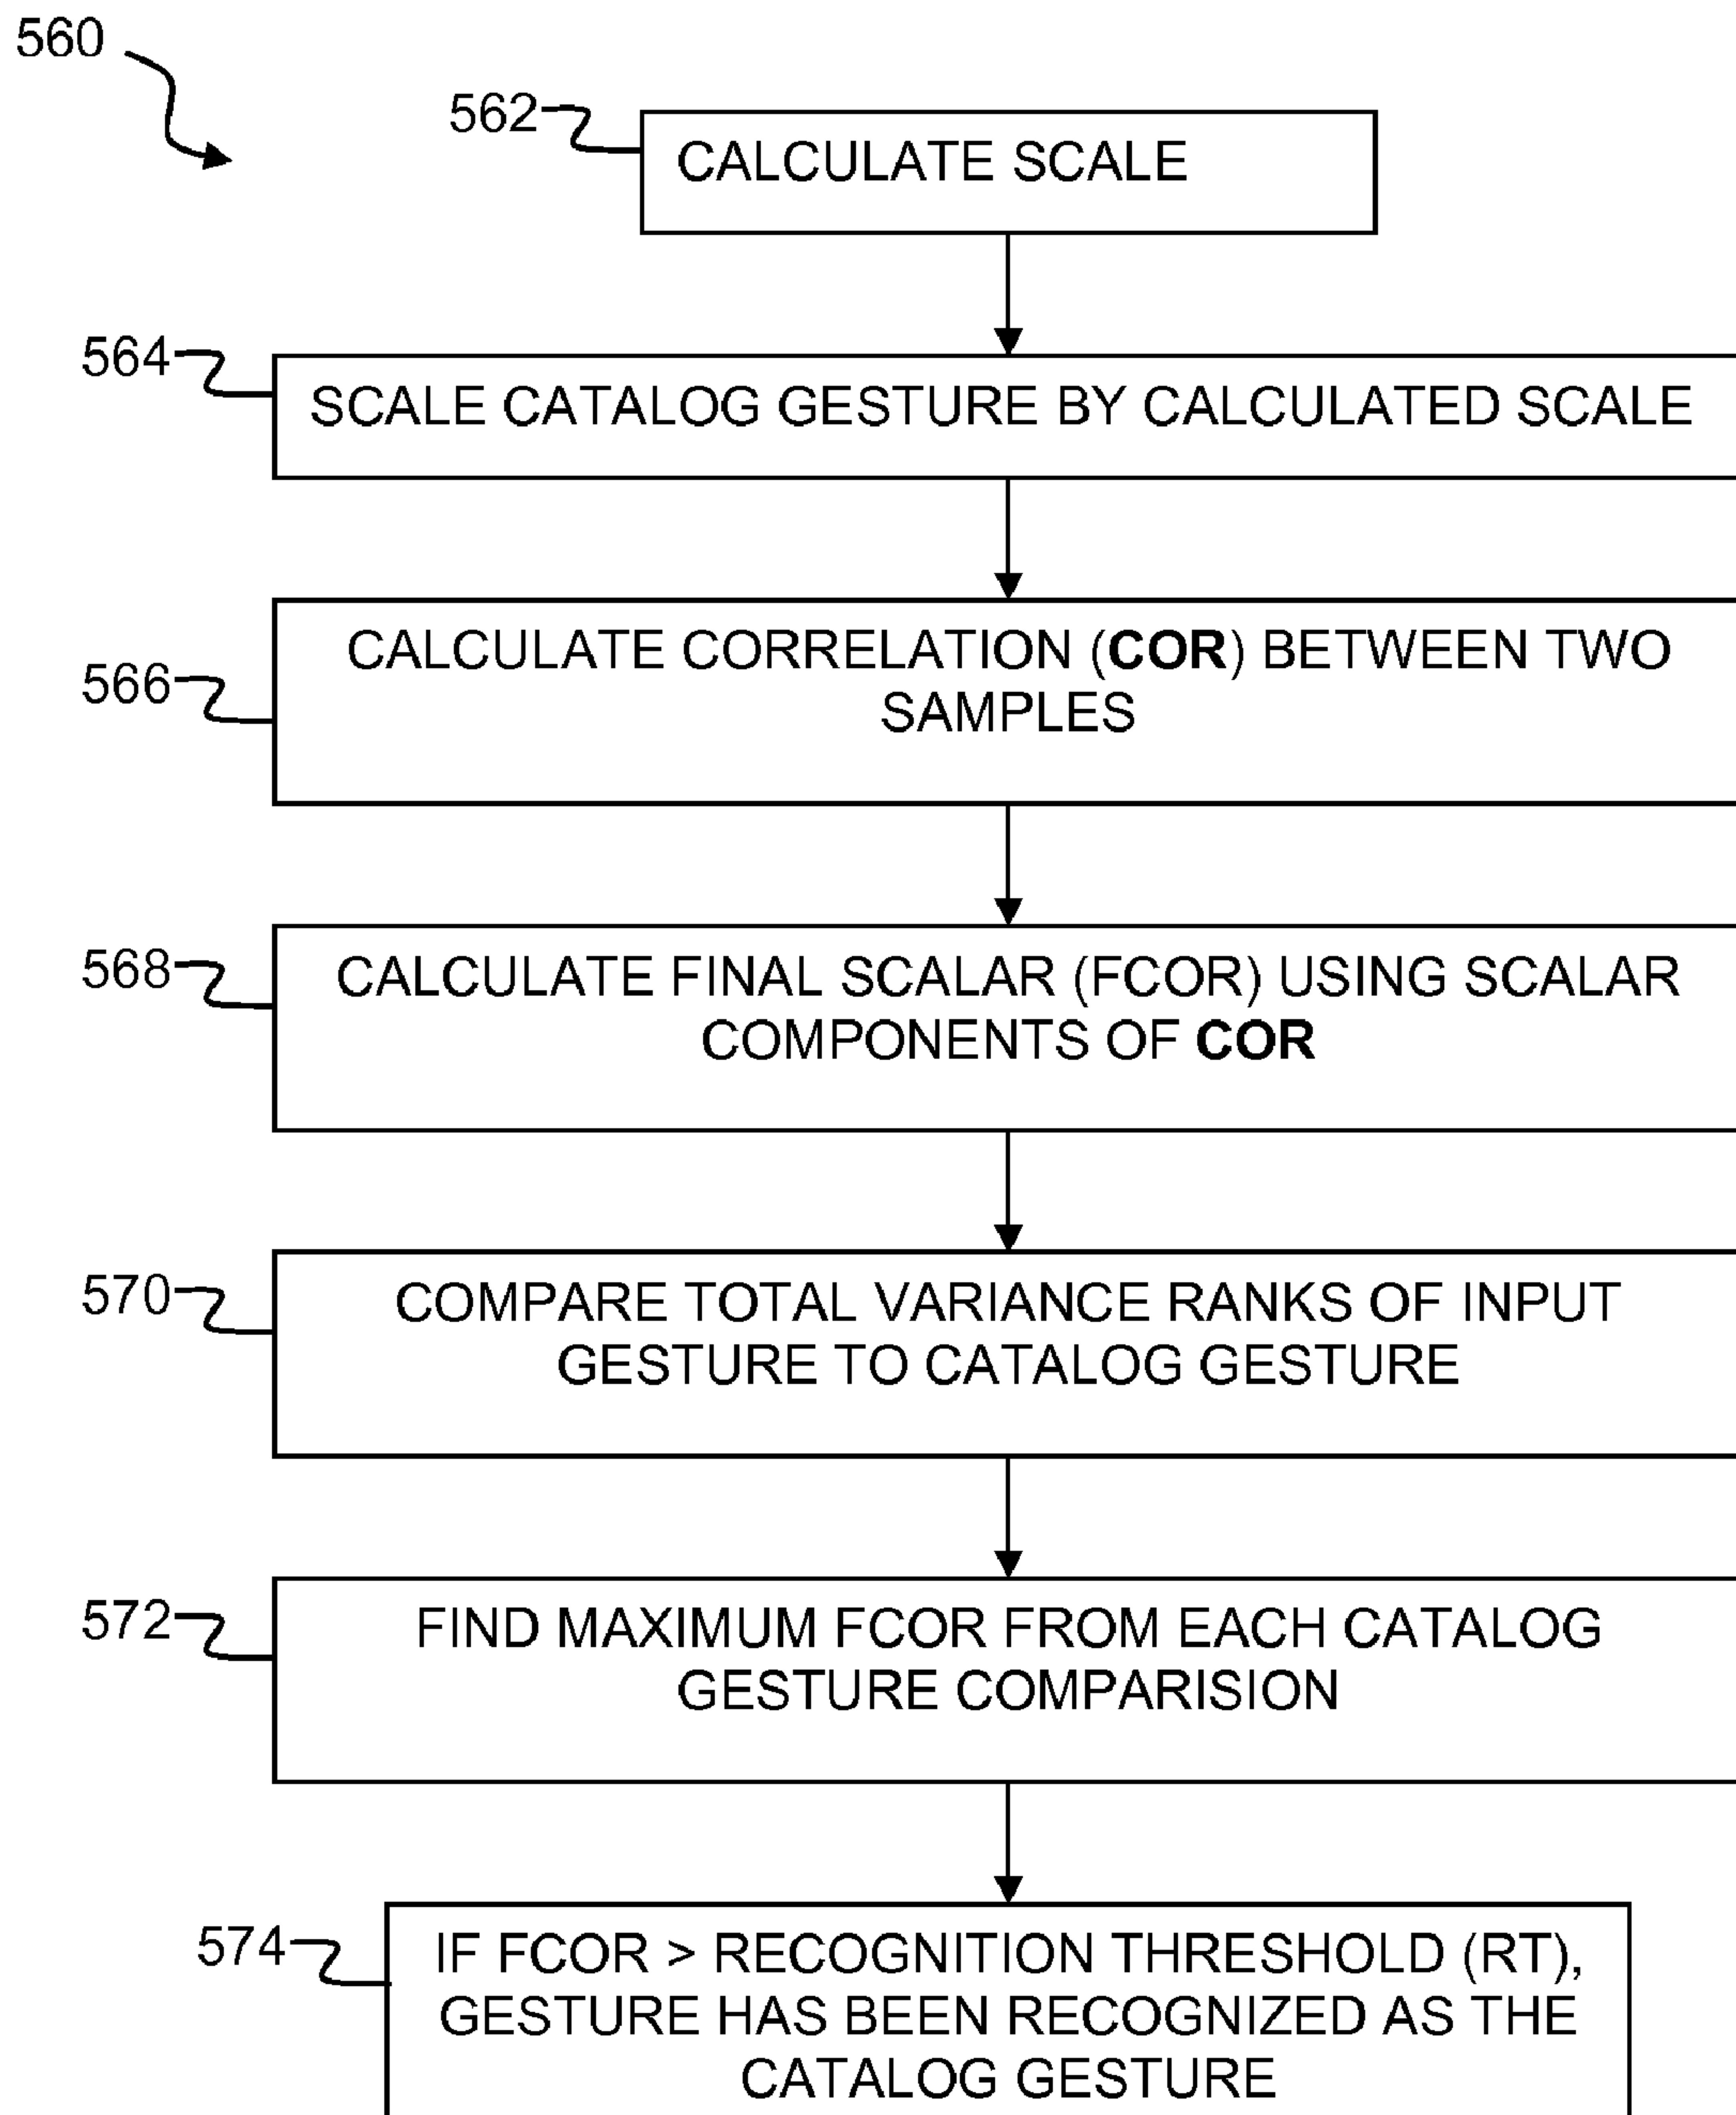 560
562
CALCULATE SCALE
564
SCALE CATALOG GESTURE BY CALCULATED SCALE
566
CALCULATE CORRELATION (COR) BETWEEN TWO
SAMPLES
568
CALCULATE FINAL SCALAR (FCOR) USING SCALAR
COMPONENTS OF COR
570
COMPARE TOTAL VARIANCE RANKS OF INPUT
GESTURE TO CATALOG GESTURE
572
FIND MAXIMUM FCOR FROM EACH CATALOG
GESTURE COMPARISION
574
IF FCOR > RECOGNITION THRESHOLD (RT),
GESTURE HAS BEEN RECOGNIZED AS THE
CATALOG GESTURE